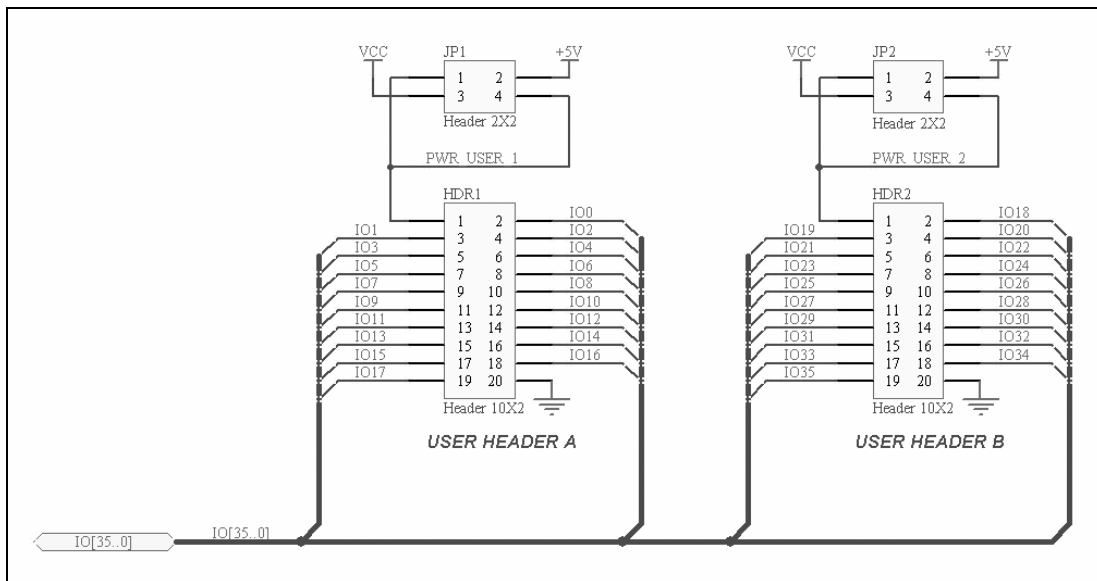 VCC JP1 +5V VCC JP2 +5V
1 2 1 2
3 4 3 4
Header 2X2 Header 2X2
PWR_USER_1 PWR_USER_2
HDR1 HDR2
1 2 IO0 1 2 IO18
IO1 3 4 IO2 IO19 3 4 IO20
IO3 5 6 IO4 IO21 5 6 IO22
IO5 7 8 IO6 IO23 7 8 IO24
IO7 9 10 IO8 IO25 9 10 IO26
IO9 11 12 IO10 IO27 11 12 IO28
IO11 13 14 IO12 IO29 13 14 IO30
IO13 15 16 IO14 IO31 15 16 IO32
IO15 17 18 IO16 IO33 17 18 IO34
IO17 19 20 IO35 19 20
Header 10X2 Header 10X2
USER HEADER A USER HEADER B
IO[35..0] IO[35..0]